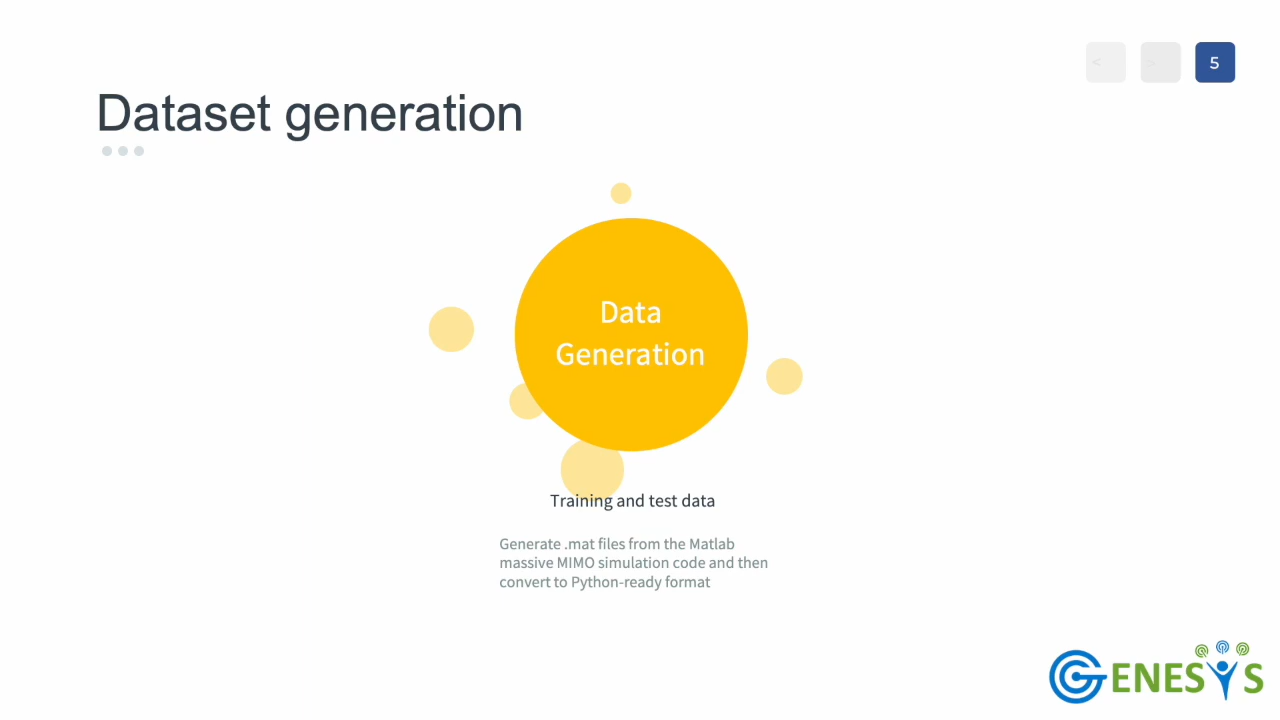 < > 5
Dataset generation
Data
Generation
Training and test data
Generate .mat files from the Matlab
massive MIMO simulation code and then
convert to Python-ready format
GENESYS